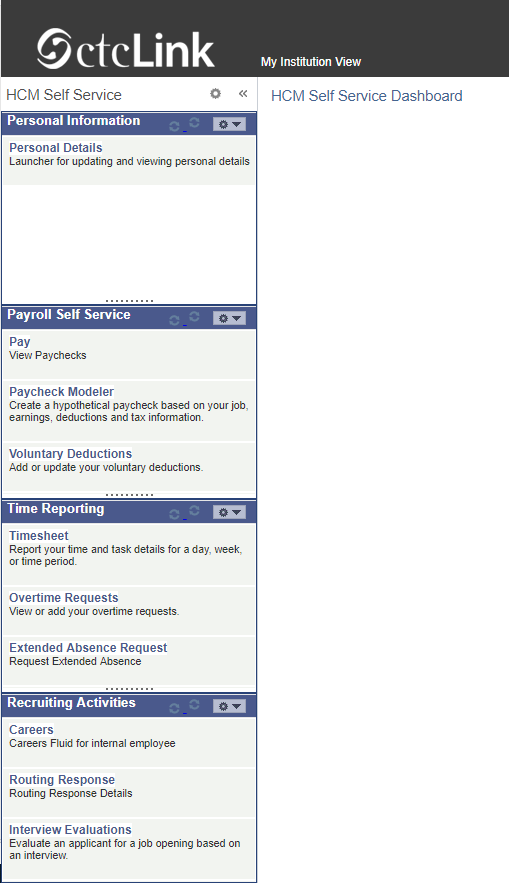 ctcLink
My Institution View
HCM Self Service
HCM Self Service Dashboard
Personal Information
Personal Details
Launcher for updating and viewing personal details
Payroll Self Service
Pay
View Paychecks
Paycheck Modeler
Create a hypothetical paycheck based on your job,
earnings, deductions and tax information.
Voluntary Deductions
Add or update your voluntary deductions.
Time Reporting
Timesheet
Report your time and task details for a day, week,
or time period.
Overtime Requests
View or add your overtime requests.
Extended Absence Request
Request Extended Absence
Recruiting Activities
Careers
Careers Fluid for internal employee
Routing Response
Routing Response Details
Interview Evaluations
Evaluate an applicant for a job opening based on
an interview.